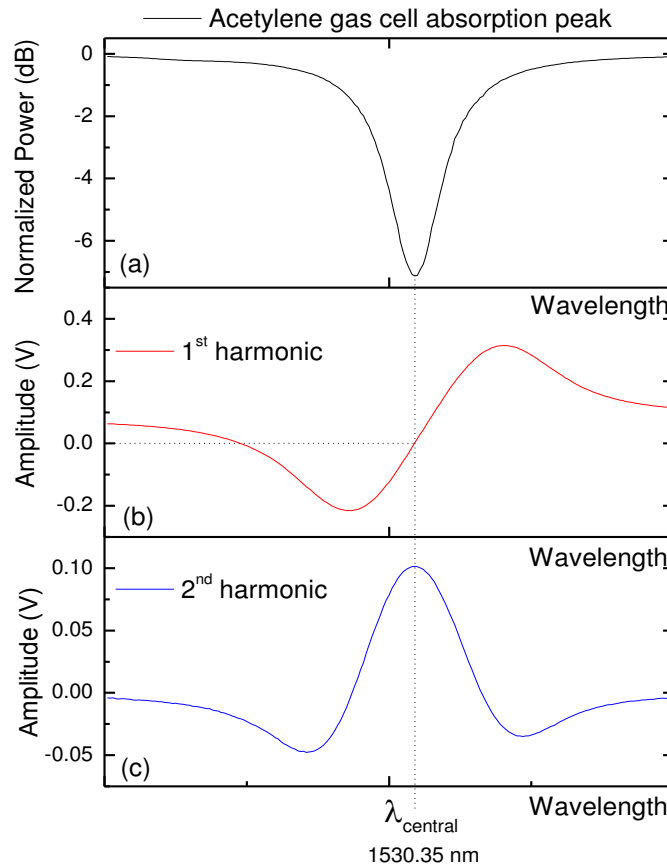 Acetylene gas cell absorption peak
Normalized Power (dB)
0
-2
-4
-6
(a)
Wavelength
Amplitude (V)
0.4
0.2
0.0
-0.2
1st harmonic
(b)
Wavelength
Amplitude (V)
0.10
0.05
0.00
-0.05
2nd harmonic
(c)
Wavelength
λcentral
1530.35 nm